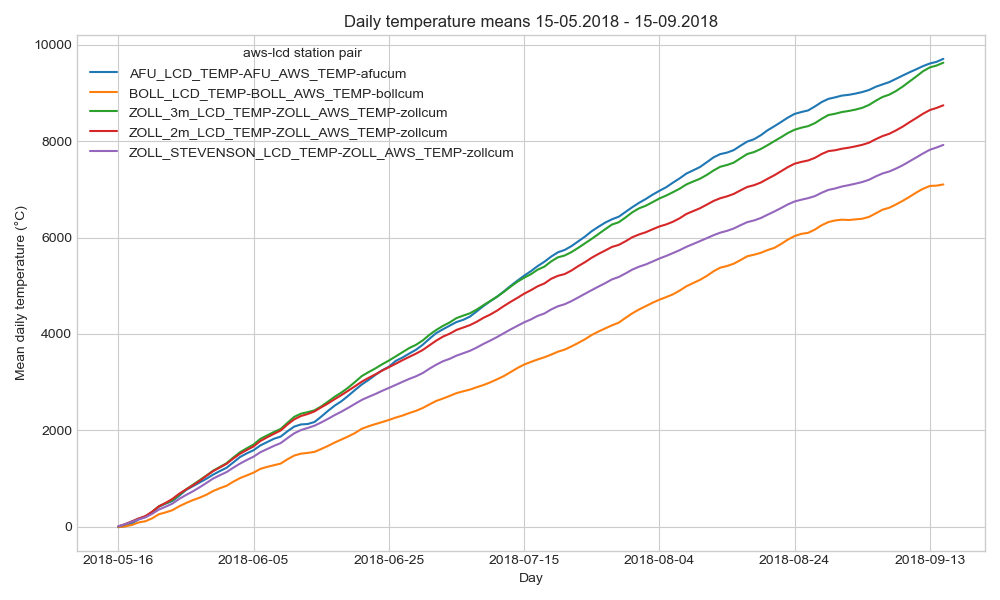 Daily temperature means 15-05.2018 - 15-09.2018
aws-lcd station pair
AFU_LCD_TEMP-AFU_AWS_TEMP-afucum
BOLL_LCD_TEMP-BOLL_AWS_TEMP-bollcum
ZOLL_3m_LCD_TEMP-ZOLL_AWS_TEMP-zollcum
ZOLL_2m_LCD_TEMP-ZOLL_AWS_TEMP-zollcum
ZOLL_STEVENSON_LCD_TEMP-ZOLL_AWS_TEMP-zollcum
Mean daily temperature (°C)
10000
8000
6000
4000
2000
0
2018-05-16 2018-06-05 2018-06-25 2018-07-15 2018-08-04 2018-08-24 2018-09-13
Day